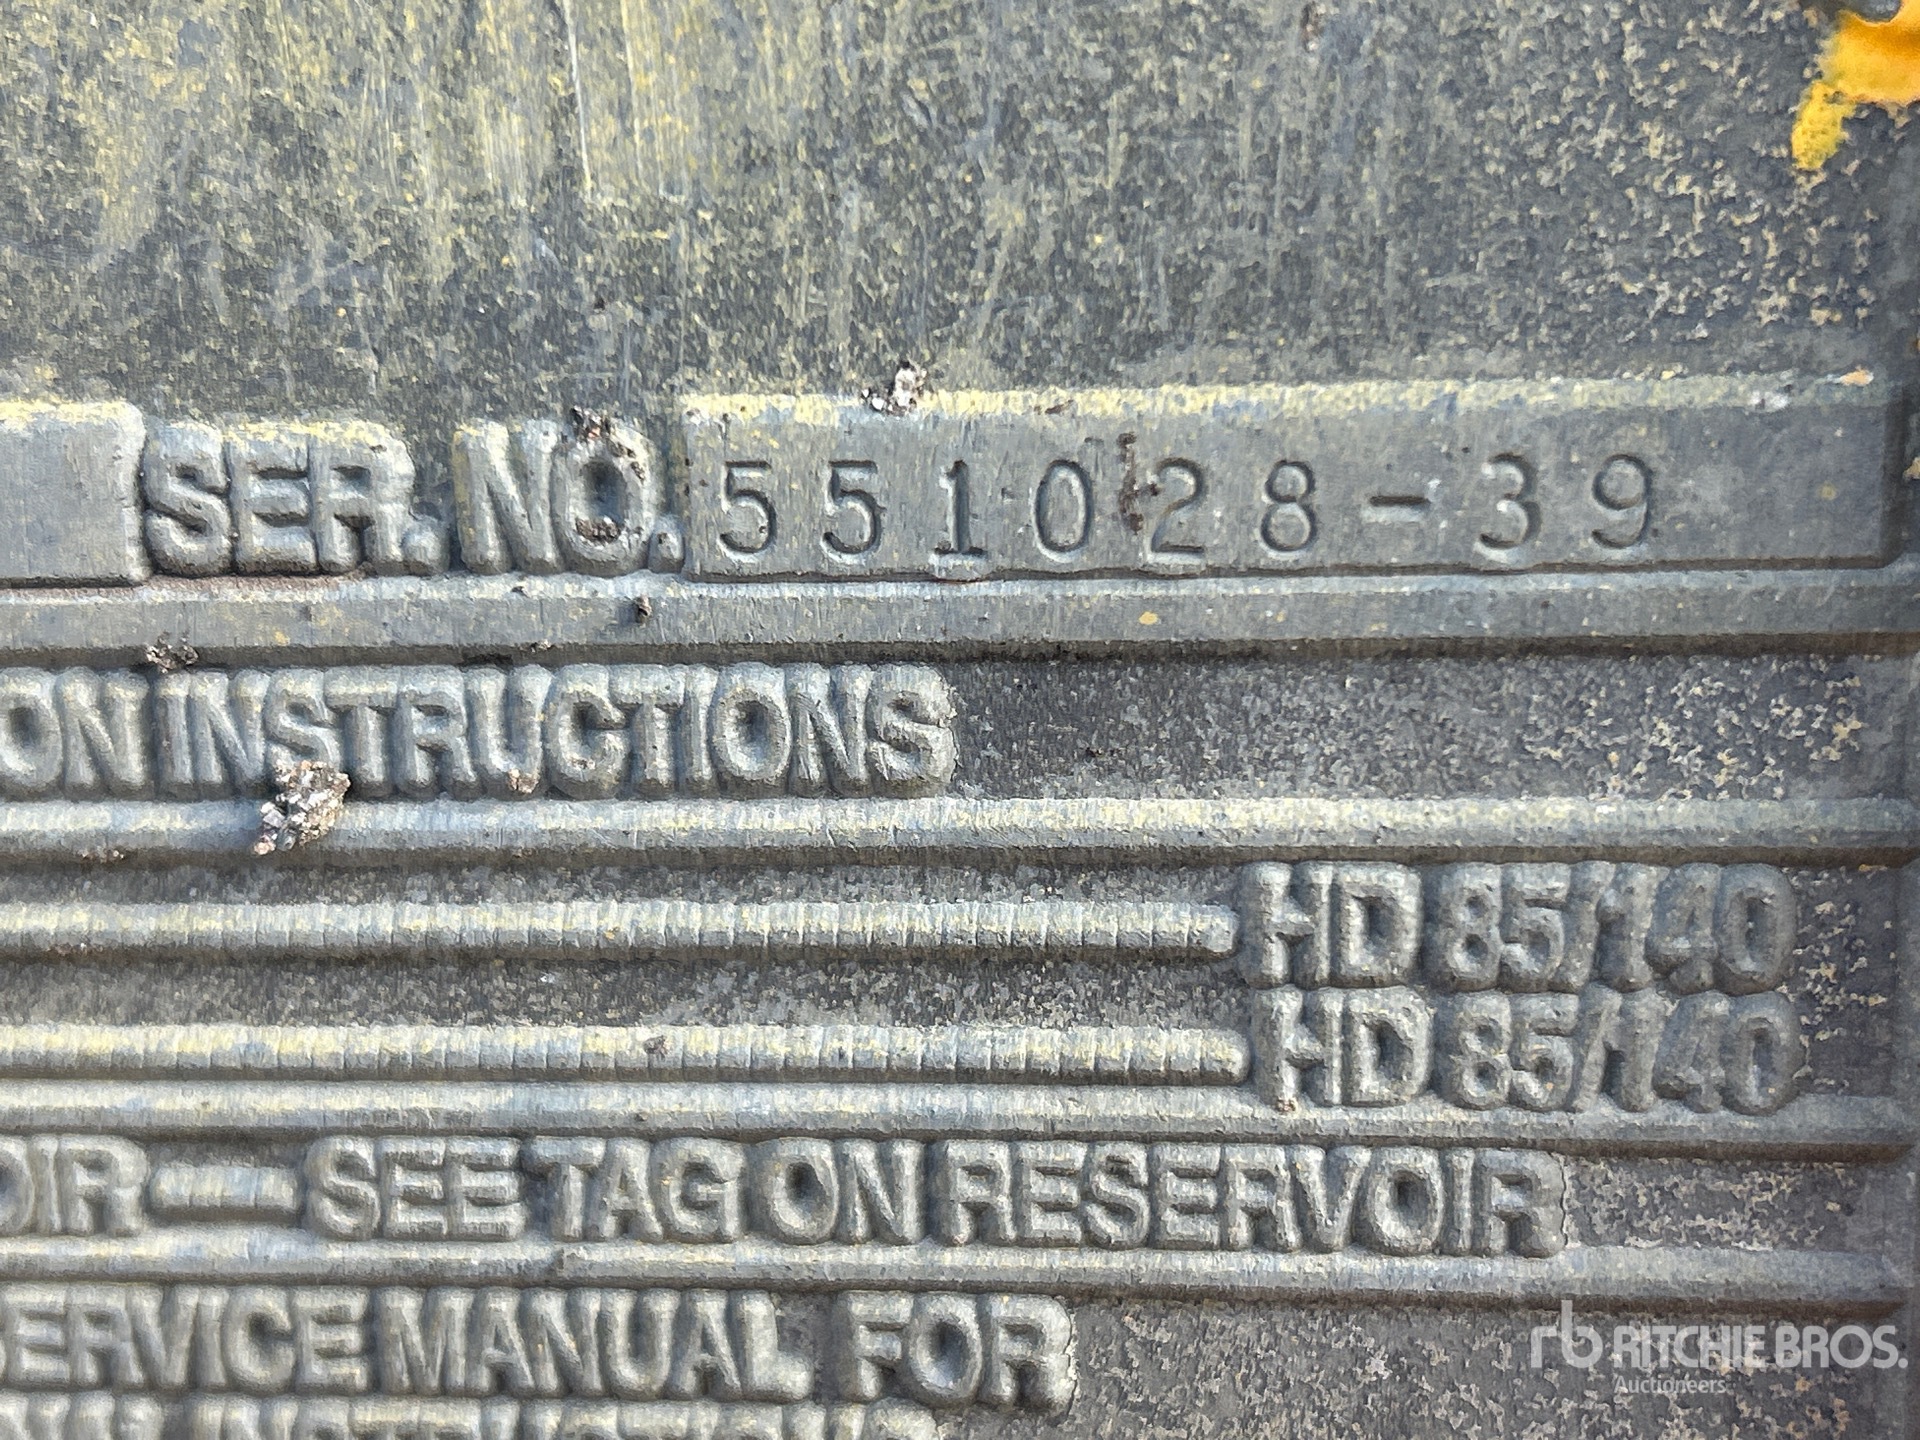 SER. NO. 551028-39
ON INSTRUCTIONS
HD 85/140
HD 85/140
OIR — SEE TAG ON RESERVOIR
SERVICE MANUAL FOR
rb RITCHIE BROS.
Auctioneers